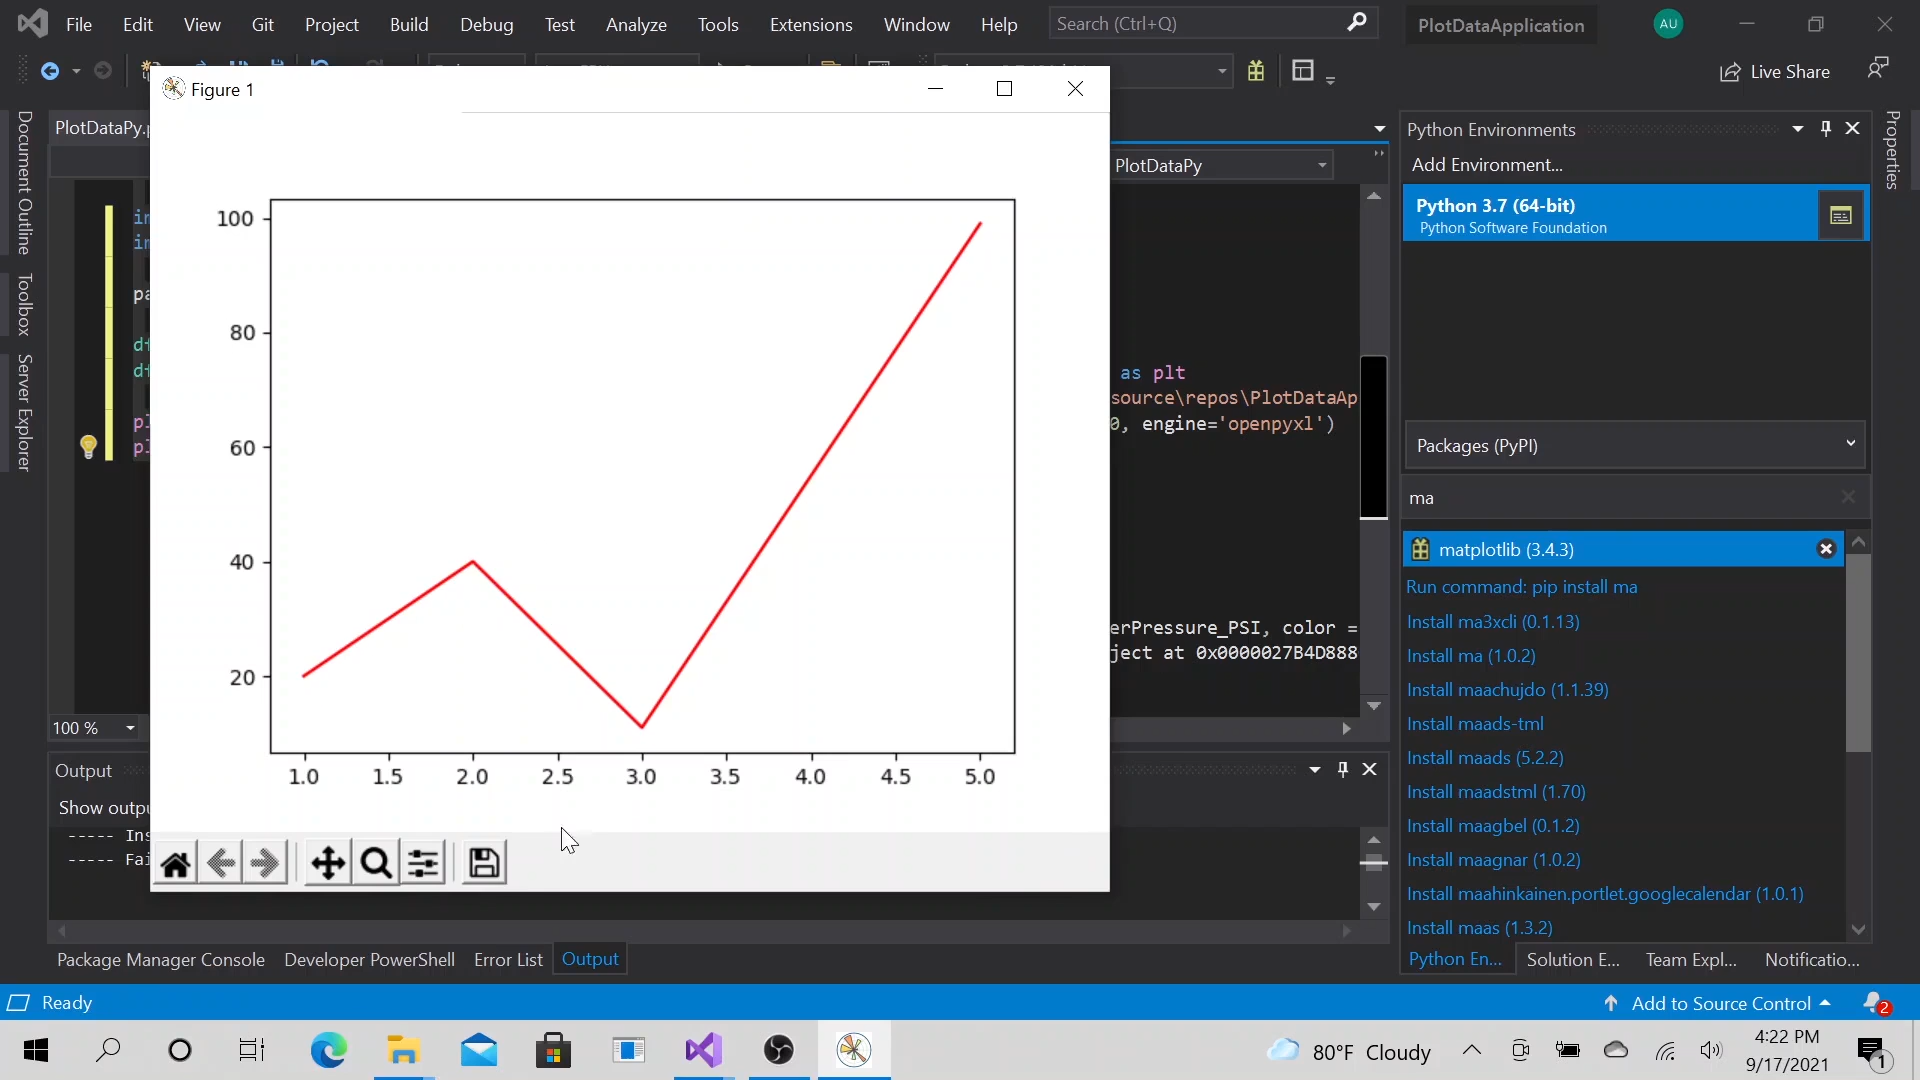 File Edit View Git Project Build Debug Test Analyze Tools Extensions Window Help Search (Ctrl+Q) PlotDataApplication AU
Live Share
Figure 1
Document Outline
Toolbox
Server Explorer
Properties
PlotDataPy.p
PlotDataPy
100
80
60
40
20
1.0 1.5 2.0 2.5 3.0 3.5 4.0 4.5 5.0
pa
df
df
pl
pl
as plt
source\repos\PlotDataAp
0, engine='openpyxl')
erPressure_PSI, color =
ject at 0x0000027B4D888
100 %
Output
Show outpu
----- Ins
----- Fai
Package Manager Console Developer PowerShell Error List Output
Python Environments
Add Environment...
Python 3.7 (64-bit)
Python Software Foundation
Packages (PyPI)
ma
matplotlib (3.4.3)
Run command: pip install ma
Install ma3xcli (0.1.13)
Install ma (1.0.2)
Install maachujdo (1.1.39)
Install maads-tml
Install maads (5.2.2)
Install maadstml (1.70)
Install maagbel (0.1.2)
Install maagnar (1.0.2)
Install maahinkainen.portlet.googlecalendar (1.0.1)
Install maas (1.3.2)
Python En... Solution E... Team Expl... Notificatio...
Ready
Add to Source Control 2
80°F Cloudy
4:22 PM
9/17/2021
1